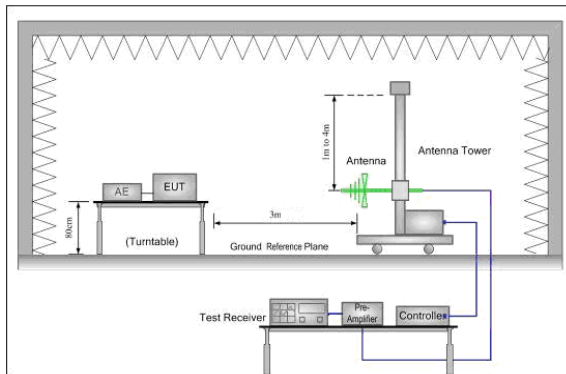 1m to 4m
Antenna Tower
Antenna
AE
EUT
3m
80cm
(Turntable)
Ground Reference Plane
Test Receiver
Pre-
Amplifier
Controller